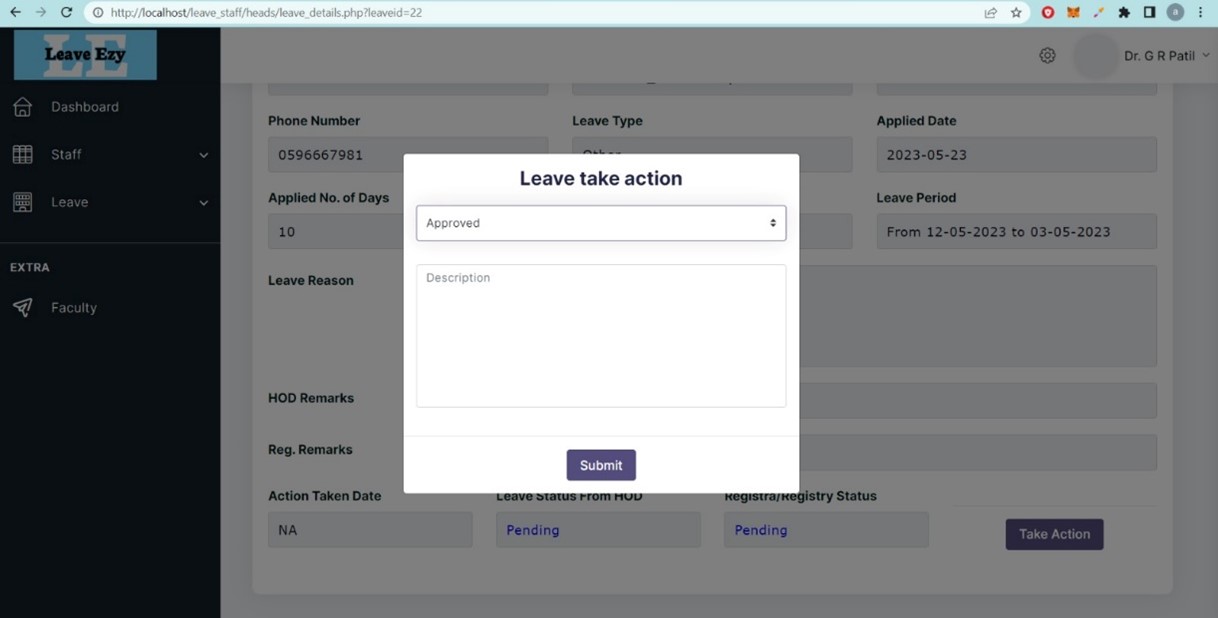 http://localhost/leave_staff/heads/leave_details.php?leaveid=22
a
Leave Ezy
LE
Dr. G R Patil
Dashboard
Staff
Leave
EXTRA
Faculty
Phone Number
Leave Type
Applied Date
0596667981
2023-05-23
Applied No. of Days
Leave Period
10
From 12-05-2023 to 03-05-2023
Leave Reason
HOD Remarks
Reg. Remarks
Action Taken Date
Leave Status From HOD
Registra/Registry Status
NA
Pending
Pending
Take Action
Leave take action
Approved
Description
Submit